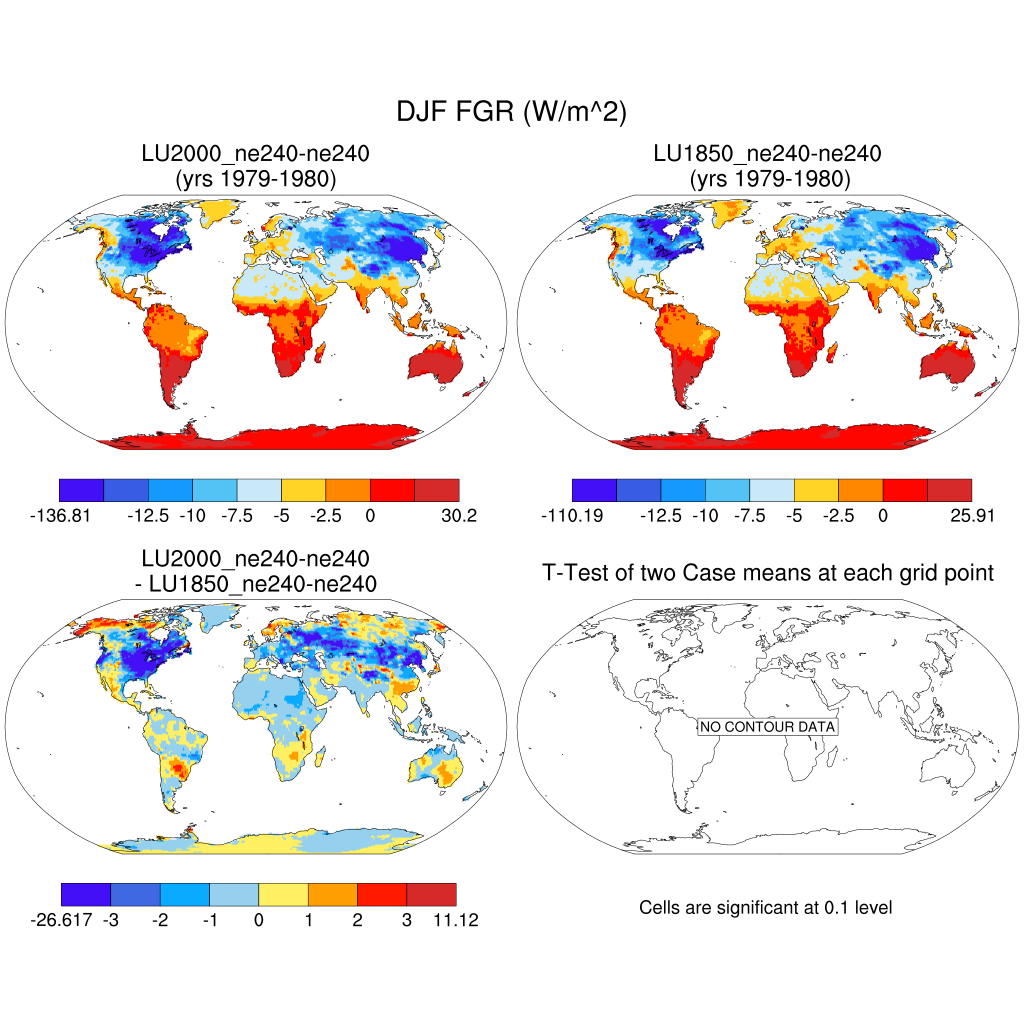 DJF FGR (W/m^2)
LU2000_ne240-ne240
(yrs 1979-1980)
LU1850_ne240-ne240
(yrs 1979-1980)
-136.81 -12.5 -10 -7.5 -5 -2.5 0 30.2
-110.19 -12.5 -10 -7.5 -5 -2.5 0 25.91
LU2000_ne240-ne240
- LU1850_ne240-ne240
T-Test of two Case means at each grid point
NO CONTOUR DATA
-26.617 -3 -2 -1 0 1 2 3 11.12
Cells are significant at 0.1 level